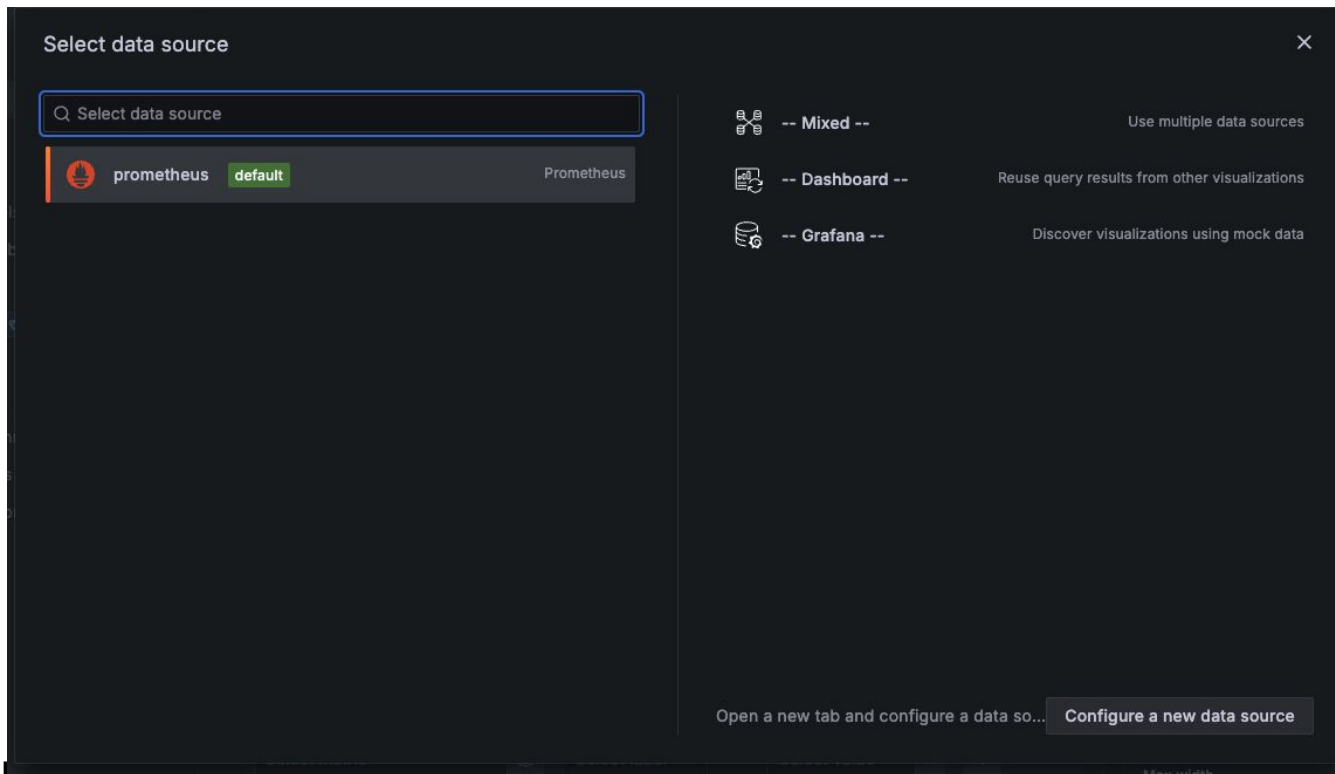 Select data source
Select data source
prometheus default Prometheus
-- Mixed -- Use multiple data sources
-- Dashboard -- Reuse query results from other visualizations
-- Grafana -- Discover visualizations using mock data
Open a new tab and configure a data so... Configure a new data source